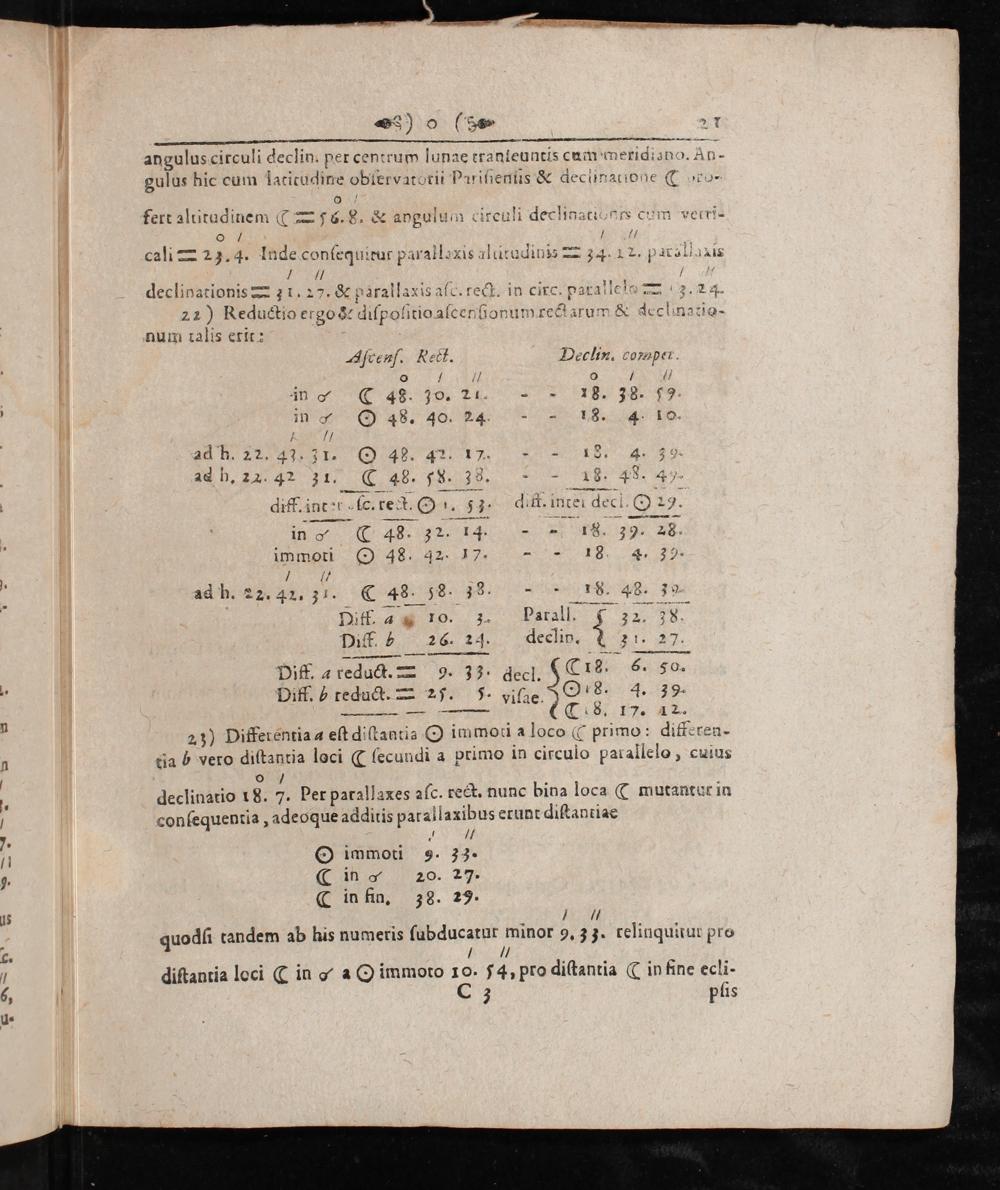 ) o ( 21
angulus circuli declin. per centrum lunae tranſeuntis cum meridiano. An-
gulus hic cum latitudine obſervatorii Pariſienſis & declinatione ☾ pro-
o /
fert altitudinem ☾ = 56. 8. & angulum circuli declinationis cum verti-
o / / //
cali = 23. 4. Inde conſequitur parallaxis altitudinis = 34. 12. parallaxis
/ // / //
declinationis = 31. 27. & parallaxis aſc. rect. in circ. parallelo = 13. 24.
22) Reductio ergo & diſpoſitio aſcenſionum rectarum & declinatio-
num talis erit:
Aſcenſ. Rect. Declin. compet.
o / // o / //
in ☌ ☾ 48. 30. 21. - - 18. 38. 59.
in ☌ ☉ 48. 40. 24. - - 18. 4. 10.
/ //
ad h. 22. 43. 31. ☉ 48. 42. 17. - - 18. 4. 39.
ad h. 22. 42 31. ☾ 48. 58. 38. - - 18. 48. 49.
diff. inter aſc. rect. ☉ 1. 53. diff. inter decl. ☉ 29.
in ☌ ☾ 48. 32. 14. - - 18. 39. 28.
immoti ☉ 48. 42. 17. - - 18. 4. 39.
/ //
ad h. 22. 42. 31. ☾ 48. 58. 38. - - 18. 48. 39.
Diff. a 10. 3. Parall. { 32. 38.
Diff. b 26. 24. declin. { 31. 27.
Diff. a reduct. = 9. 33. decl. { ☾ 18. 6. 50.
Diff. b reduct. = 25. 5. viſae. { ☉ 18. 4. 39.
☾ 18. 17. 12.
23) Differentia a eſt diſtantia ☉ immoti a loco ☾ primo: differen-
tia b vero diſtantia loci ☾ ſecundi a primo in circulo parallelo, cuius
o /
declinatio 18. 7. Per parallaxes aſc. rect. nunc bina loca ☾ mutantur in
conſequentia, adeoque additis parallaxibus erunt diſtantiae
/ //
☉ immoti 9. 33.
☾ in ☌ 20. 27.
☾ in fin. 38. 29.
/ //
quodſi tandem ab his numeris ſubducatur minor 9. 33. relinquitur pro
/ //
diſtantia loci ☾ in ☌ a ☉ immoto 10. 54, pro diſtantia ☾ in fine ecli-
C 3 pſis